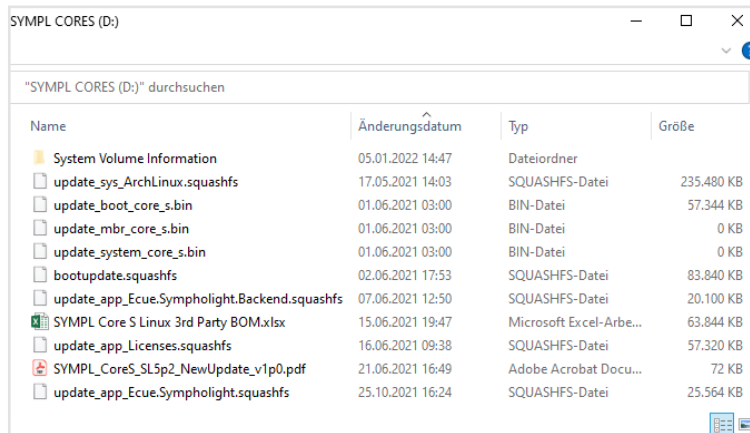 SYMPL CORES (D:)
"SYMPL CORES (D:)" durchsuchen
Name Änderungsdatum Typ Größe
System Volume Information 05.01.2022 14:47 Dateiordner
update_sys_ArchLinux.squashfs 17.05.2021 14:03 SQUASHFS-Datei 235.480 KB
update_boot_core_s.bin 01.06.2021 03:00 BIN-Datei 57.344 KB
update_mbr_core_s.bin 01.06.2021 03:00 BIN-Datei 0 KB
update_system_core_s.bin 01.06.2021 03:00 BIN-Datei 0 KB
bootupdate.squashfs 02.06.2021 17:53 SQUASHFS-Datei 83.840 KB
update_app_Ecue.Sympholight.Backend.squashfs 07.06.2021 12:50 SQUASHFS-Datei 20.100 KB
SYMPL Core S Linux 3rd Party BOM.xlsx 15.06.2021 19:47 Microsoft Excel-Arbe... 63.844 KB
update_app_Licenses.squashfs 16.06.2021 09:38 SQUASHFS-Datei 57.320 KB
SYMPL_CoreS_SL5p2_NewUpdate_v1p0.pdf 21.06.2021 16:49 Adobe Acrobat Docu... 72 KB
update_app_Ecue.Sympholight.squashfs 25.10.2021 16:24 SQUASHFS-Datei 25.564 KB